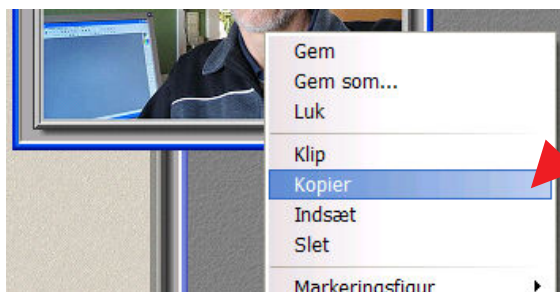 Gem
Gem som...
Luk
Klip
Kopier
Indsæt
Slet
Markeringsfigur